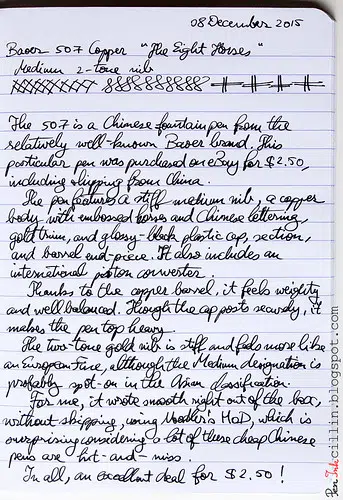 08 December 2015
Baoer 507 Copper "The Eight Horses"
Medium 2-tone nib
The 507 is a Chinese fountain pen from the
relatively well-known Baoer brand. This
particular pen was purchased on eBay for $2.50,
including shipping from China.
The pen features a stiff medium nib, a copper
body with embossed horses and Chinese lettering,
gold trim, and glossy-black plastic cap, section,
and barrel end-piece. It also includes an
international piston converter.
Thanks to the copper barrel, it feels weighty
and well balanced. Though the cap posts securely, it
makes the pen top heavy.
The two-tone gold nib is stiff and feels more like
an European Fine, although the Medium designation is
probably spot-on in the Asian classification.
For me, it wrote smooth right out of the box,
without skipping, using Noodler's HoD, which is
surprising considering a lot of these cheap Chinese
pens are hit-and-miss.
In all, an excellent deal for $2.50!
Pen Inkcillin.blogspot.com